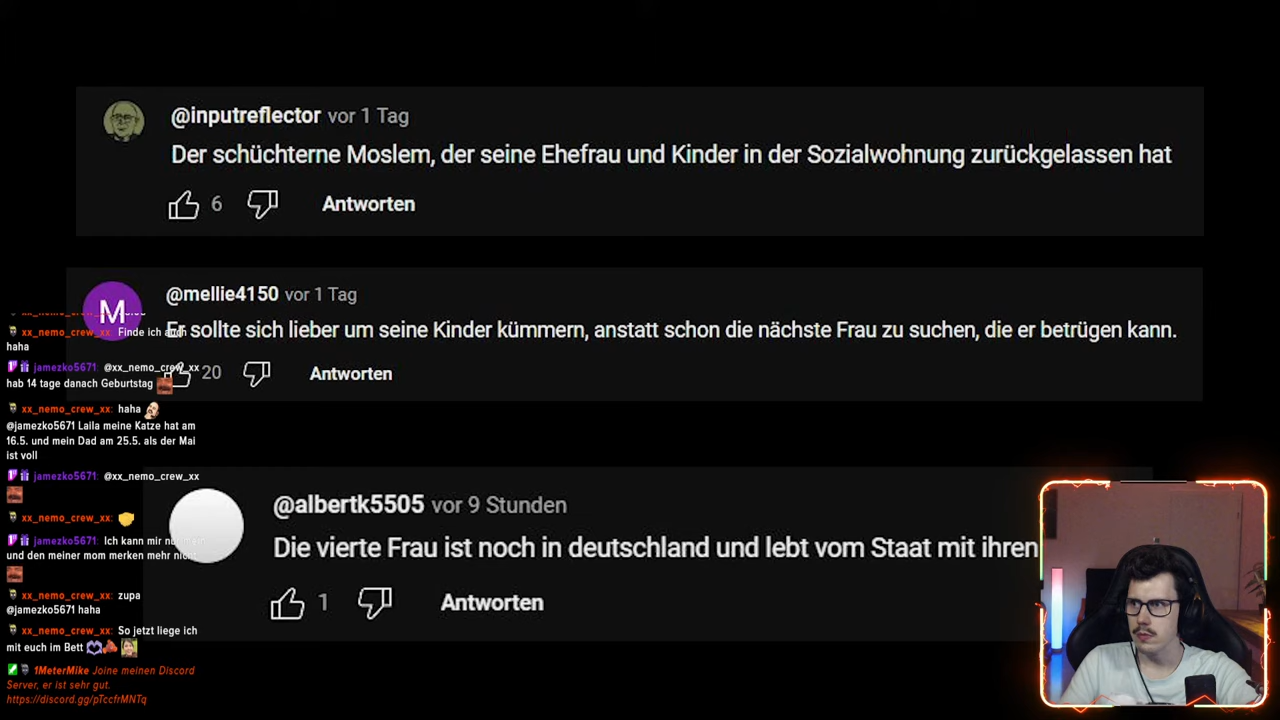 @inputreflector vor 1 Tag
Der schüchterne Moslem, der seine Ehefrau und Kinder in der Sozialwohnung zurückgelassen hat
6 Antworten
M
@mellie4150 vor 1 Tag
Er sollte sich lieber um seine Kinder kümmern, anstatt schon die nächste Frau zu suchen, die er betrügen kann.
20 Antworten
@albertk5505 vor 9 Stunden
Die vierte Frau ist noch in deutschland und lebt vom Staat mit ihren
1 Antworten
xx_nemo_crew_xx: Finde ich auch
haha
jamezko5671: @xx_nemo_crew_xx
hab 14 tage danach Geburtstag
xx_nemo_crew_xx: haha
@jamezko5671 Laila meine Katze hat am
16.5. und mein Dad am 25.5. als der Mai
ist voll
jamezko5671: @xx_nemo_crew_xx
xx_nemo_crew_xx:
jamezko5671: Ich kann mir
und den meiner mom merken mehr nicht
xx_nemo_crew_xx: zupa
@jamezko5671 haha
xx_nemo_crew_xx: So jetzt liege ich
mit euch im Bett
1MeterMike Joine meinen Discord
Server, er ist sehr gut.
https://discord.gg/pTccfrMNTq